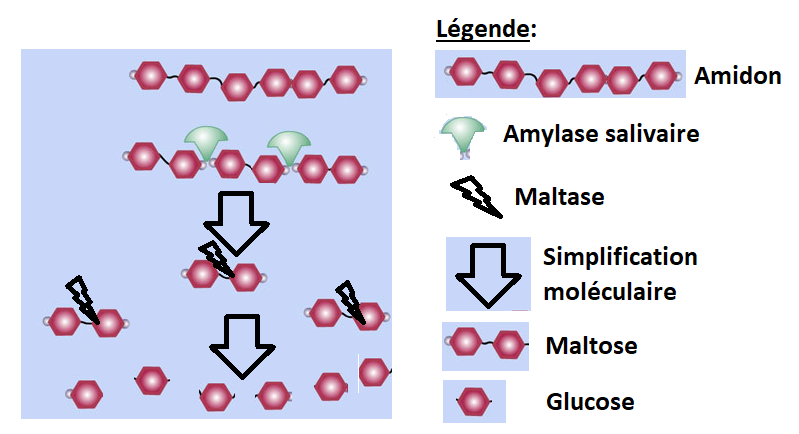 Légende:
Amidon
Amylase salivaire
Maltase
Simplification
moléculaire
Maltose
Glucose